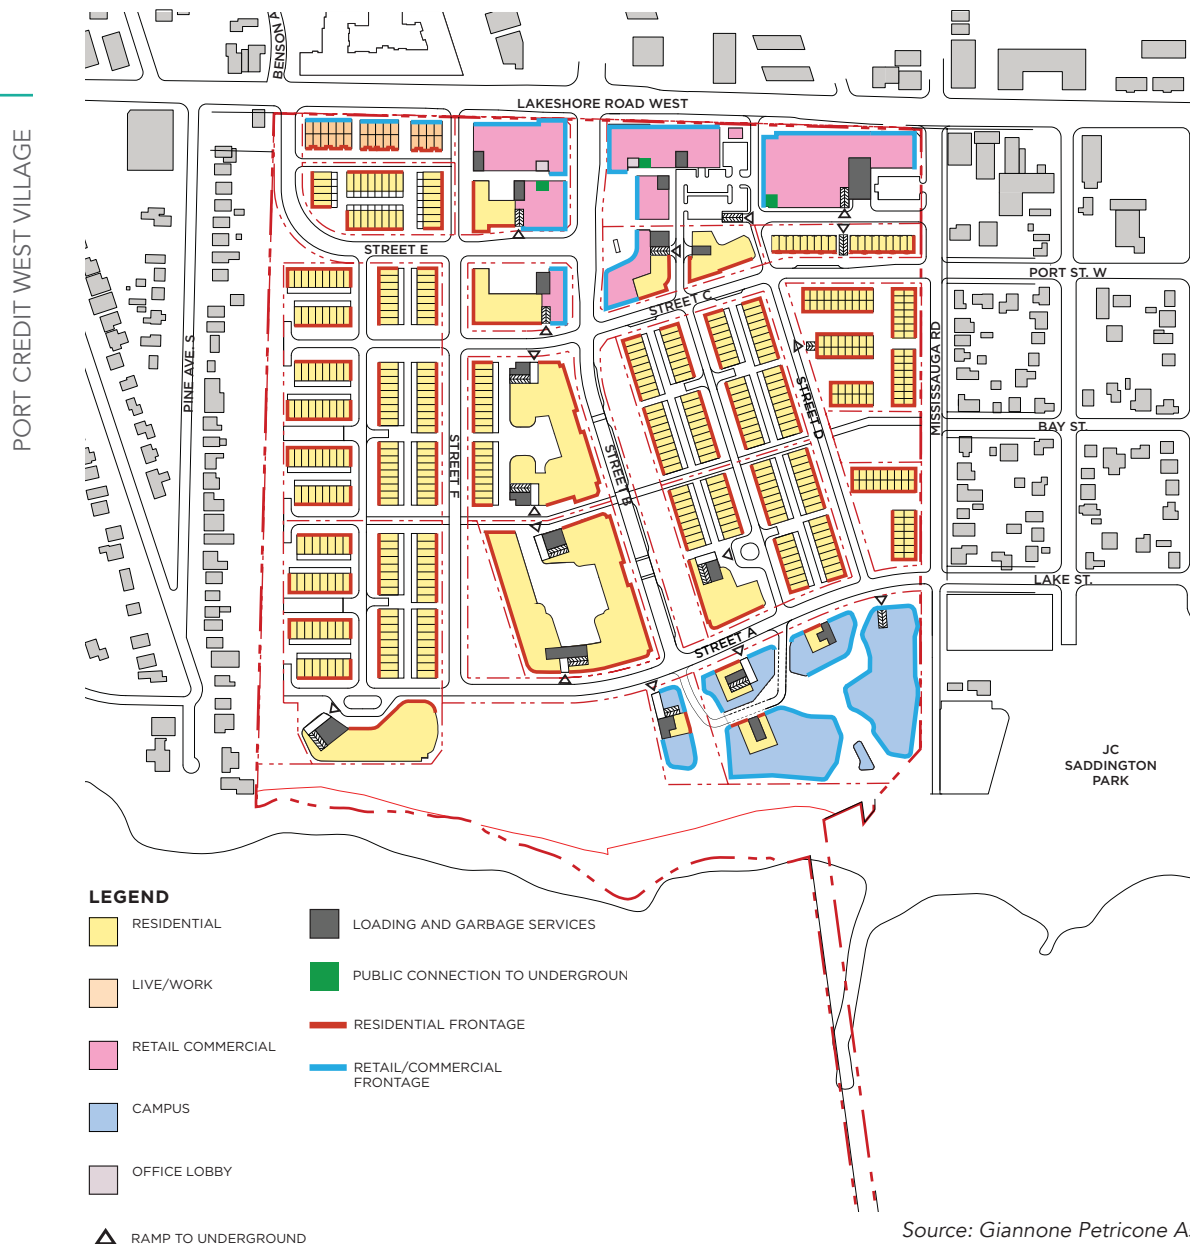 PORT CREDIT WEST VILLAGE
BENSON A
LAKESHORE ROAD WEST
STREET E
PORT ST. W
STREET C
PINE AVE. S
MISSISSAUGA RD
STREET D
BAY ST.
STREET F
STREET B
LAKE ST.
STREET A
JC
SADDINGTON
PARK
LEGEND
RESIDENTIAL
LIVE/WORK
RETAIL COMMERCIAL
CAMPUS
OFFICE LOBBY
RAMP TO UNDERGROUND
LOADING AND GARBAGE SERVICES
PUBLIC CONNECTION TO UNDERGROUN
RESIDENTIAL FRONTAGE
RETAIL/COMMERCIAL
FRONTAGE
Source: Giannone Petricone A